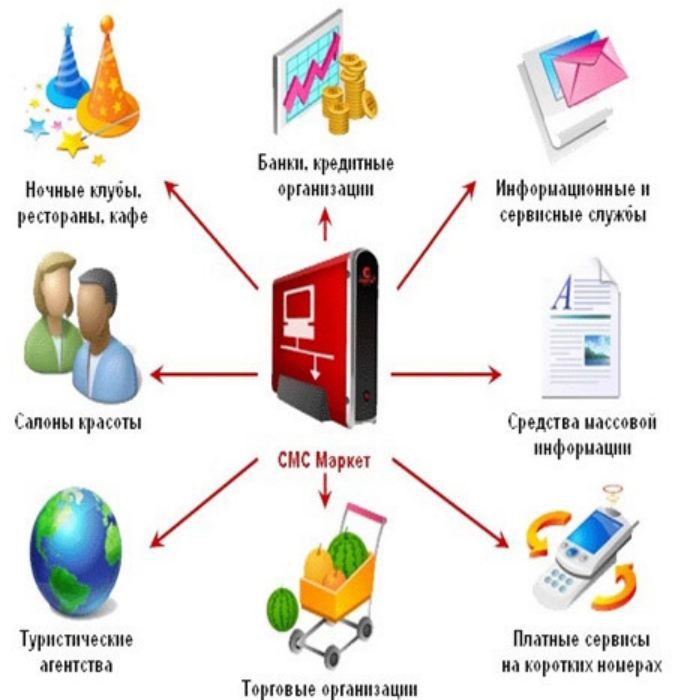 Банки, кредитные
организации
Ночные клубы,
рестораны, кафе
Информационные и
сервисные службы
Салоны красоты
Средства массовой
информации
СМС Маркет
Туристические
агентства
Торговые организации
Платные сервисы
на коротких номерах
A